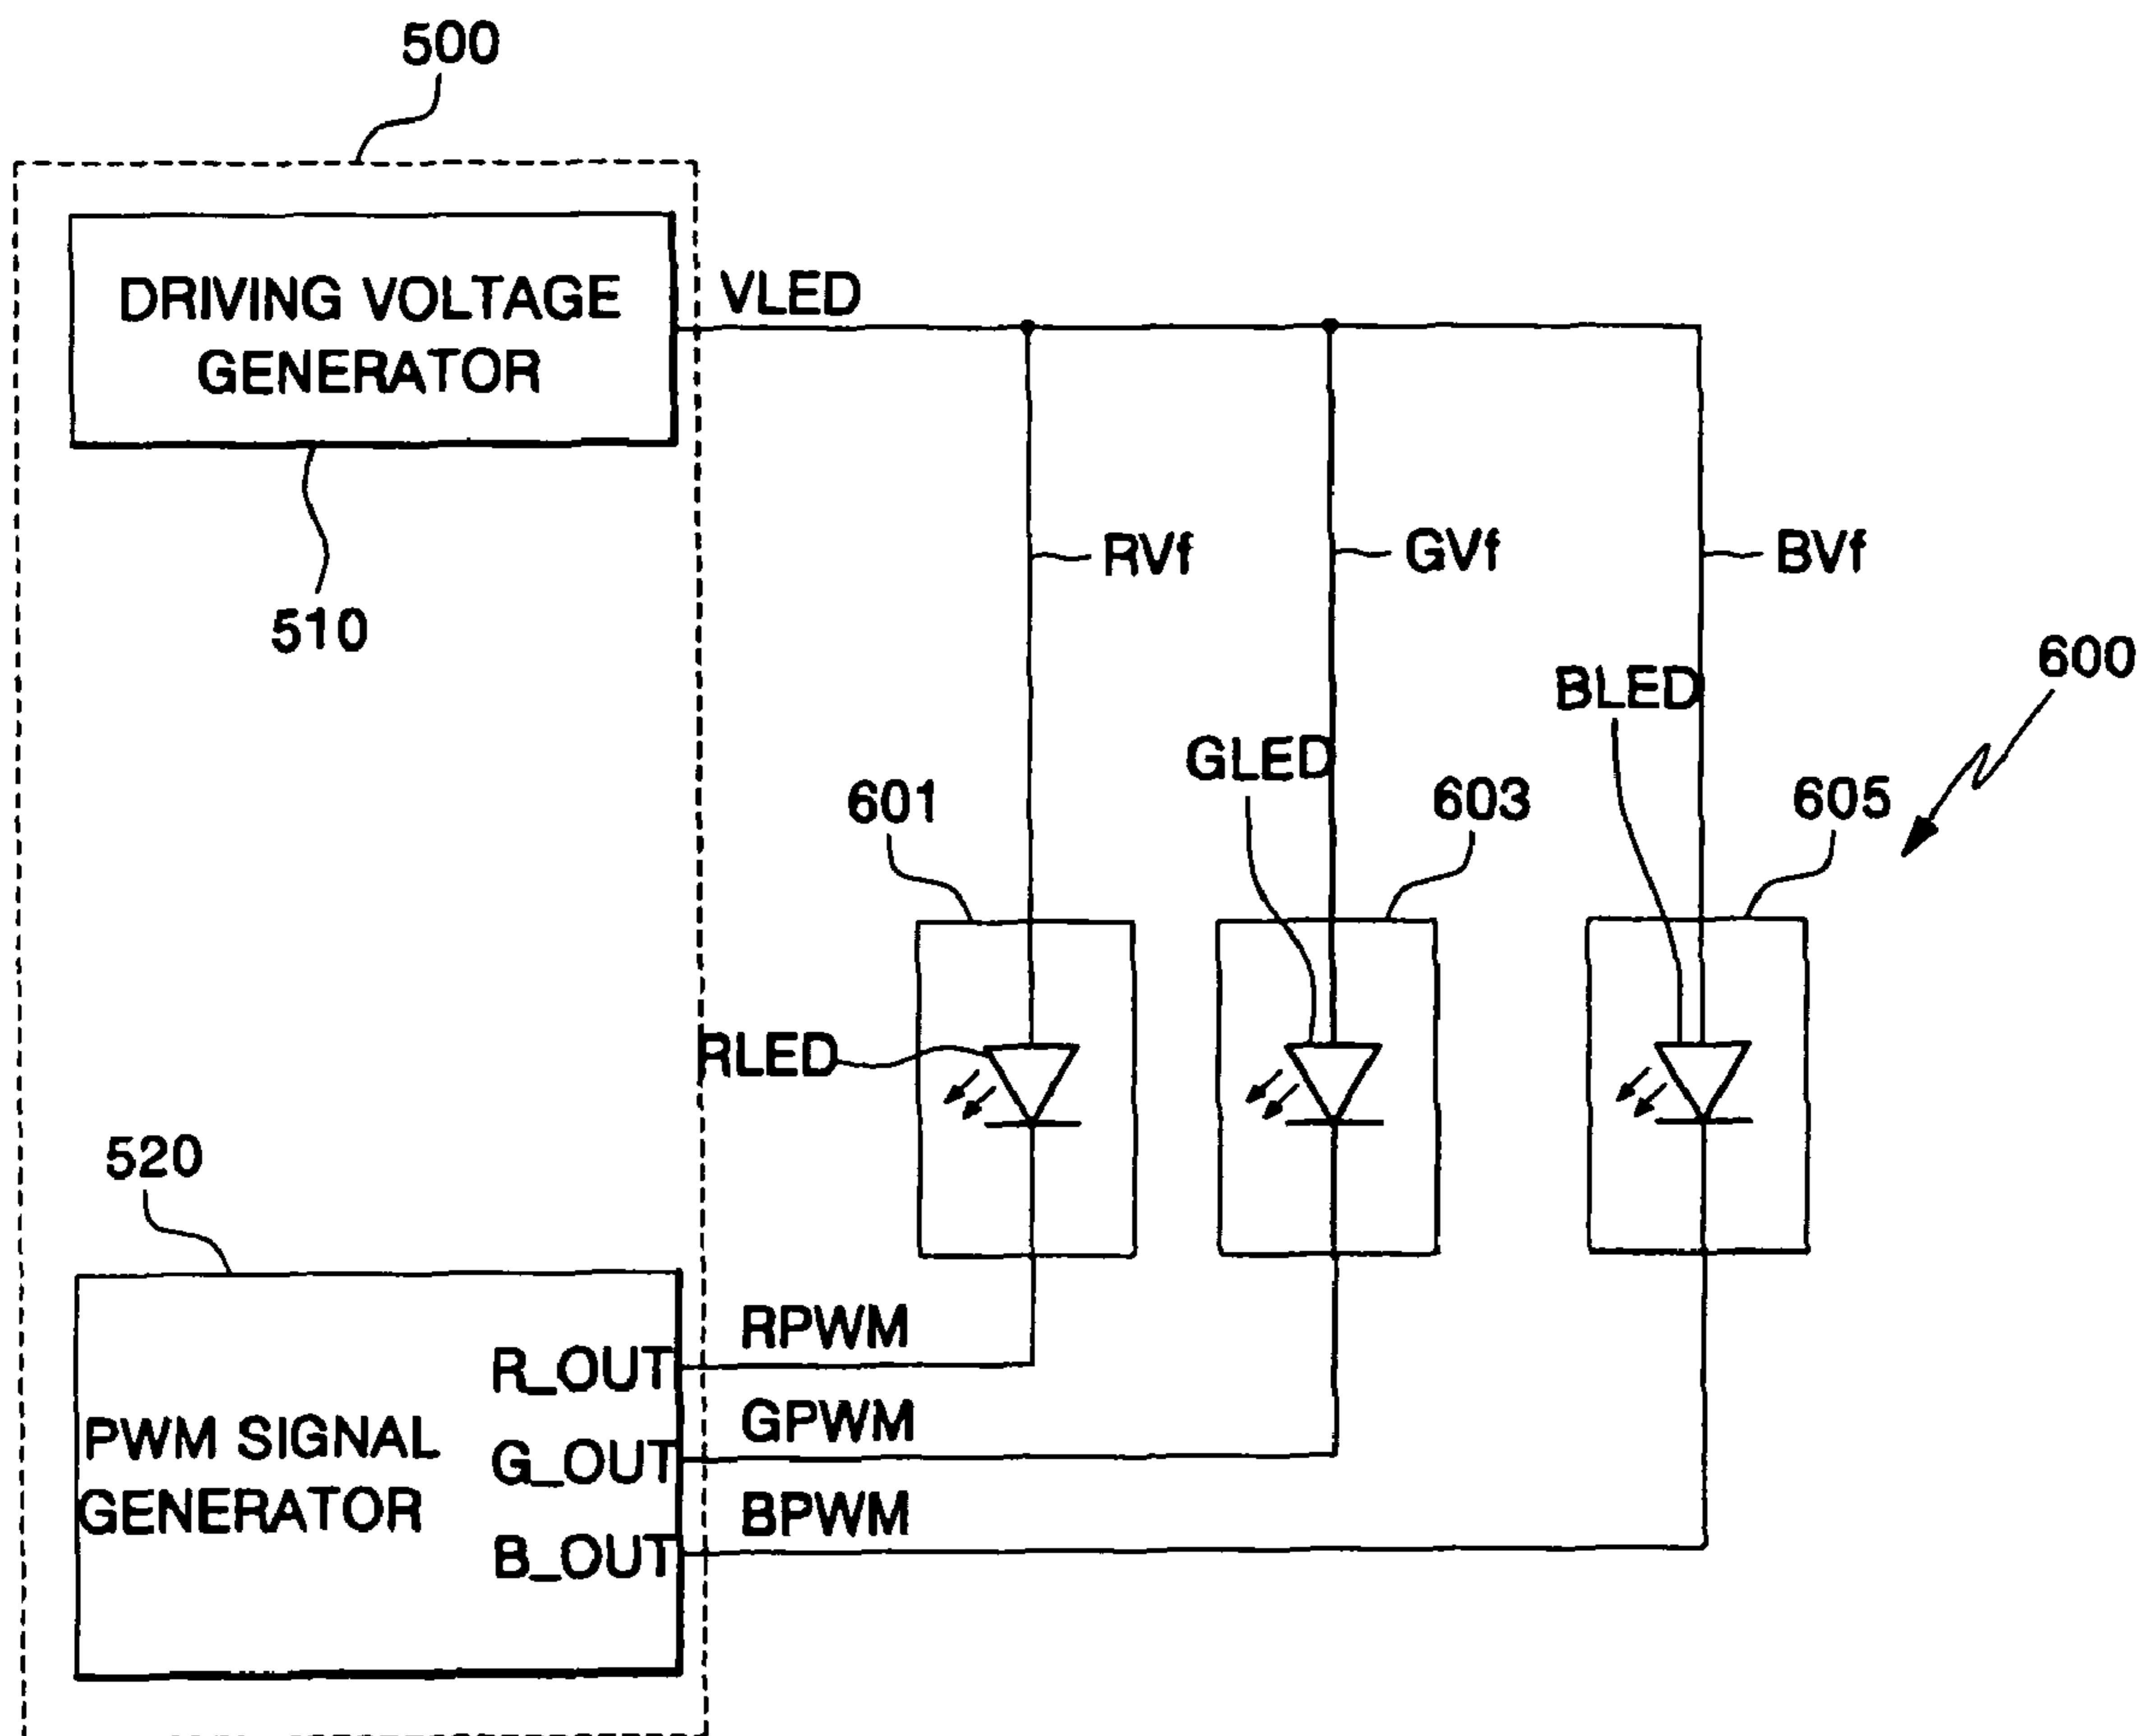 500
DRIVING VOLTAGE
GENERATOR
VLED
510
RVf
GVf
BVf
600
BLED
GLED
601
603
605
RLED
520
PWM SIGNAL
GENERATOR
R_OUT
G_OUT
B_OUT
RPWM
GPWM
BPWM